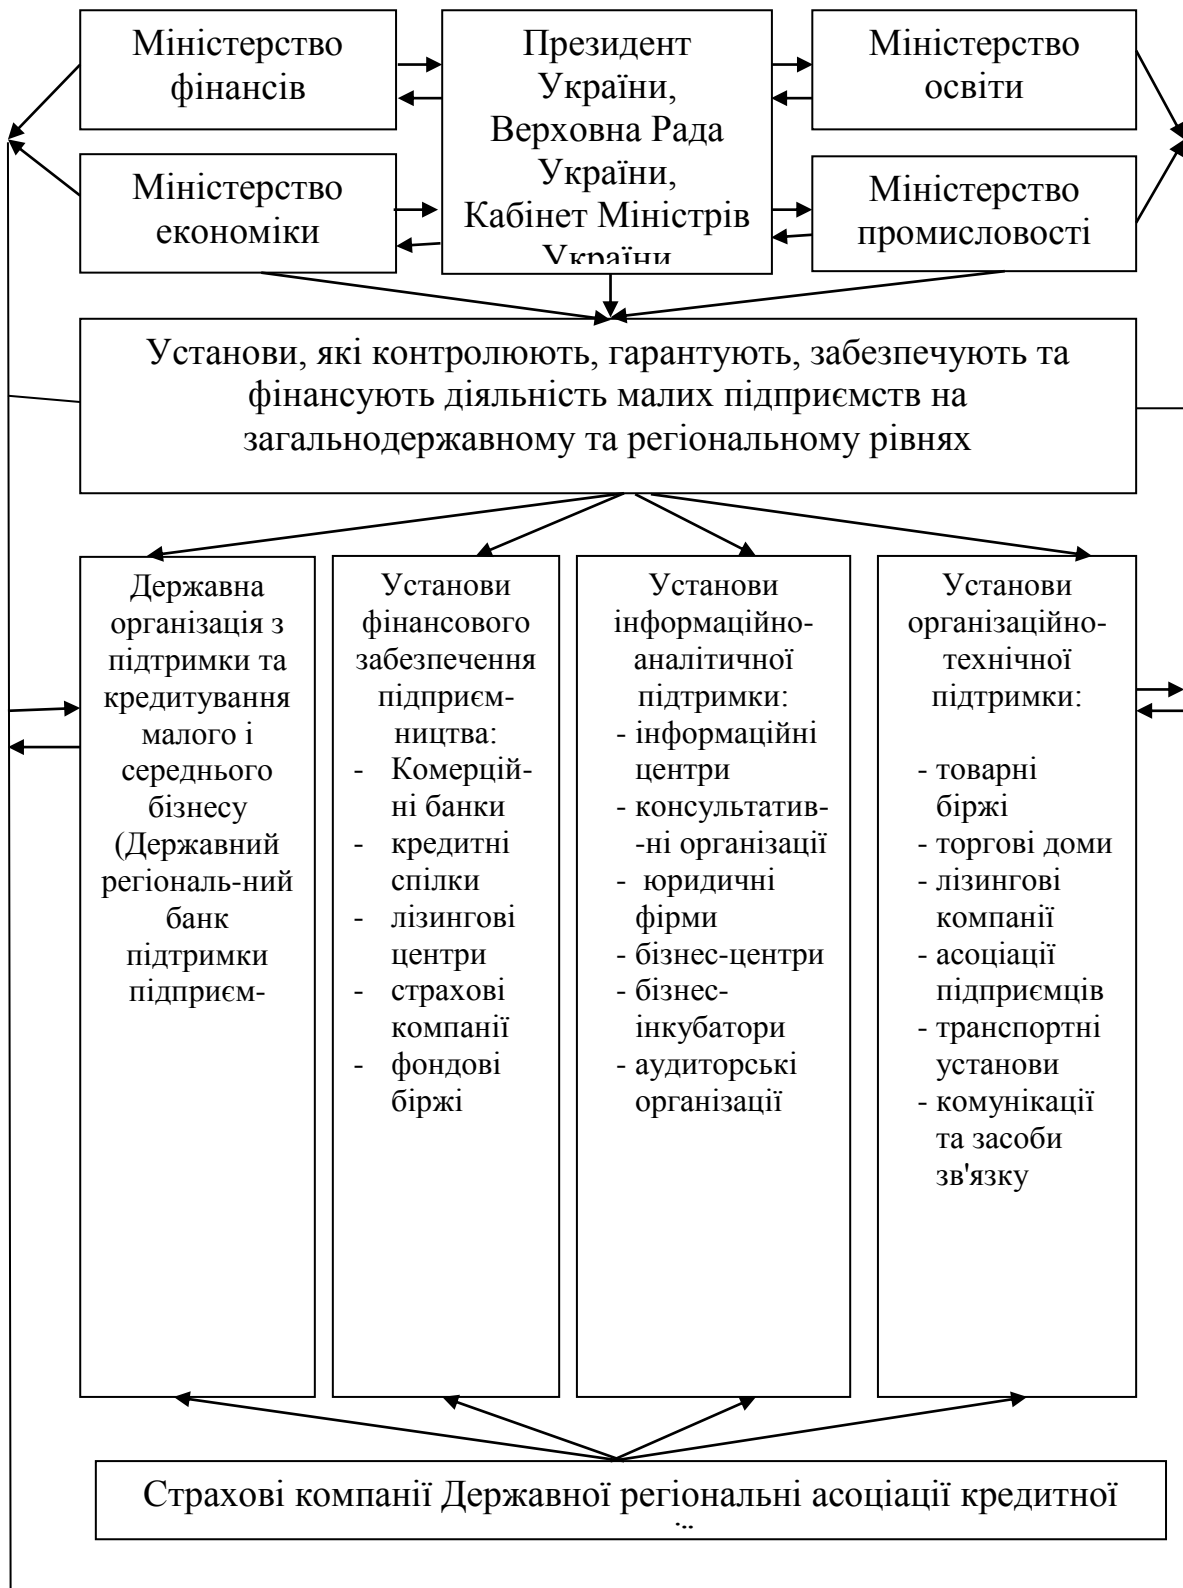 Міністерство
фінансів
Президент
України,
Верховна Рада
України,
Кабінет Міністрів
України
Міністерство
освіти
Міністерство
економіки
Міністерство
промисловості
Установи, які контролюють, гарантують, забезпечують та
фінансують діяльність малих підприємств на
загальнодержавному та регіональному рівнях
Державна
організація з
підтримки та
кредитування
малого і
середнього
бізнесу
(Державний
регіональ-ний
банк
підтримки
підприєм-
Установи
фінансового
забезпечення
підприєм-
ництва:
- Комерцій-
ні банки
- кредитні
спілки
- лізингові
центри
- страхові
компанії
- фондові
біржі
Установи
інформаційно-
аналітичної
підтримки:
- інформаційні
центри
- консультатив-
-ні організації
- юридичні
фірми
- бізнес-центри
- бізнес-
інкубатори
- аудиторські
організації
Установи
організаційно-
технічної
підтримки:
- товарні
біржі
- торгові доми
- лізингові
компанії
- асоціації
підприємців
- транспортні
установи
- комунікації
та засоби
зв'язку
Страхові компанії Державної регіональні асоціації кредитної